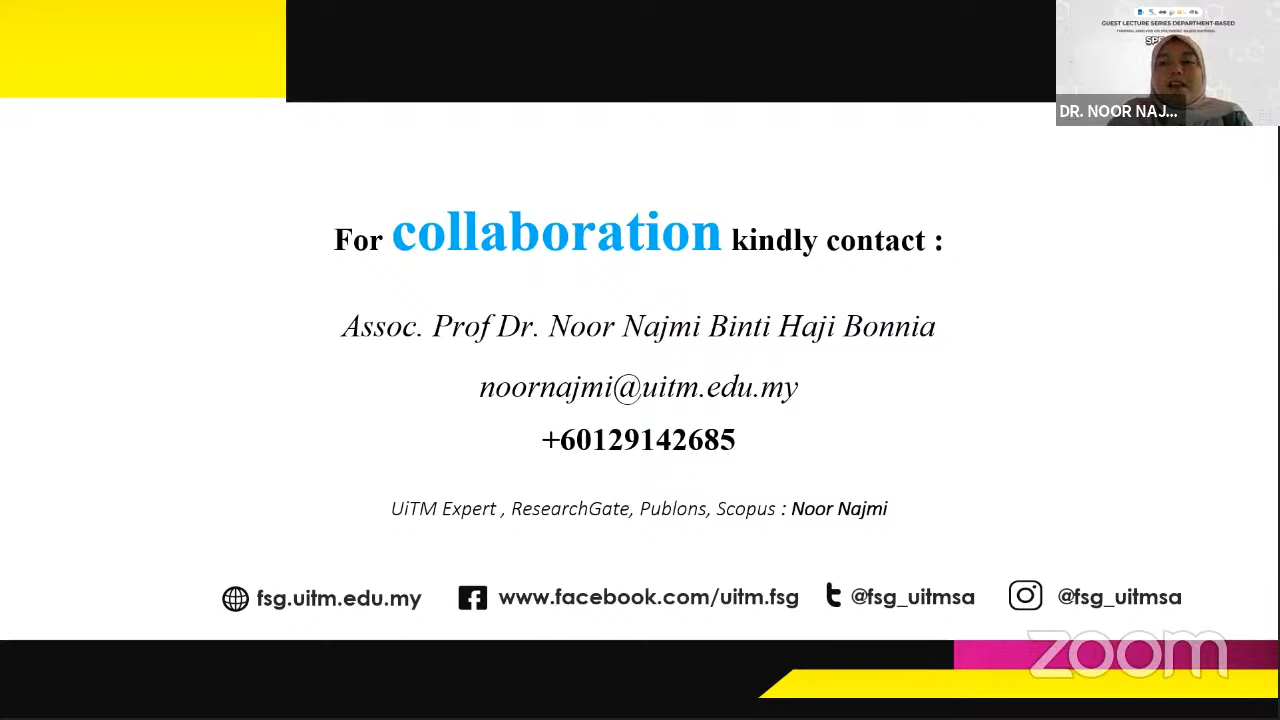 GUEST LECTURE SERIES DEPARTMENT-BASED
DR. NOOR NAJ...
For collaboration kindly contact :
Assoc. Prof Dr. Noor Najmi Binti Haji Bonnia
noornajmi@uitm.edu.my
+60129142685
UiTM Expert , ResearchGate, Publons, Scopus : Noor Najmi
fsg.uitm.edu.my www.facebook.com/uitm.fsg @fsg_uitmsa @fsg_uitmsa
zoom